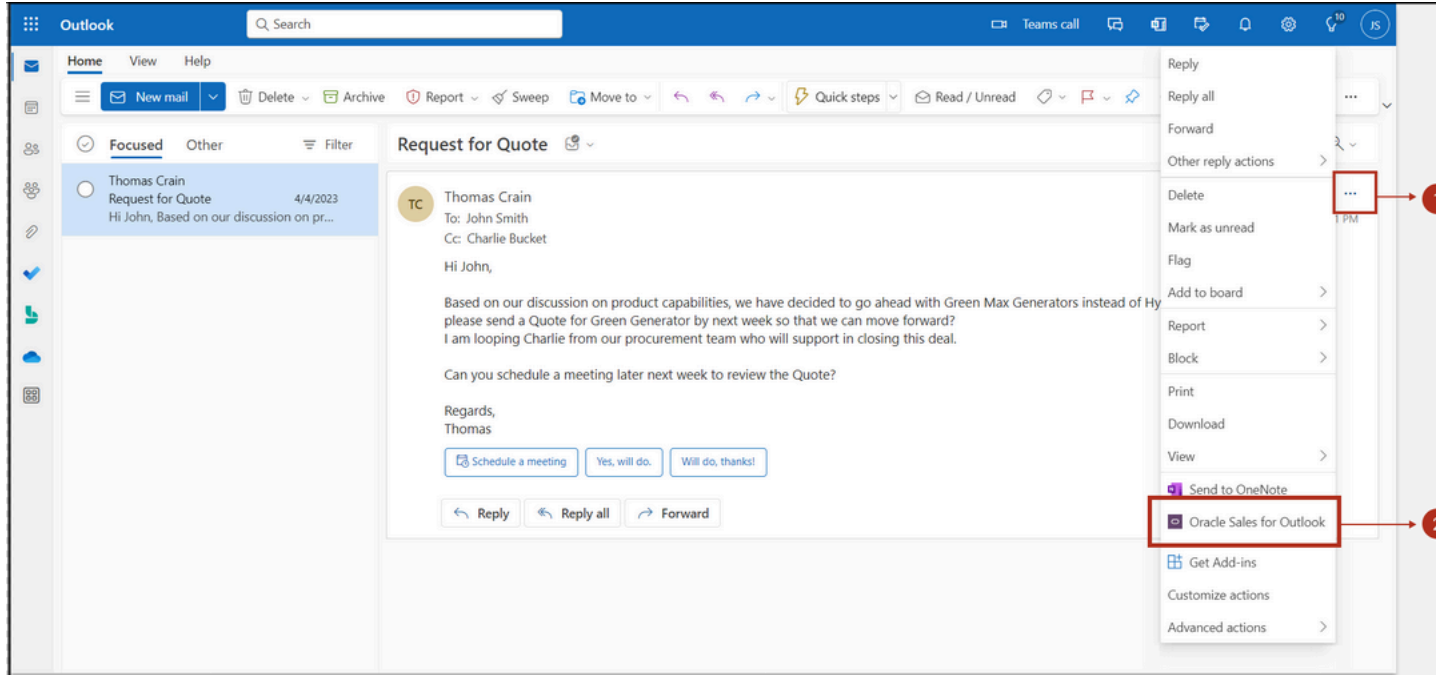 Outlook
Search
Teams call
10
JS
Home View Help
New mail Delete Archive Report Sweep Move to Quick steps Read / Unread
Focused Other Filter
Thomas Crain
Request for Quote 4/4/2023
Hi John, Based on our discussion on pr...
Request for Quote
TC
Thomas Crain
To: John Smith
Cc: Charlie Bucket
PM
Hi John,
Based on our discussion on product capabilities, we have decided to go ahead with Green Max Generators instead of Hy
please send a Quote for Green Generator by next week so that we can move forward?
I am looping Charlie from our procurement team who will support in closing this deal.
Can you schedule a meeting later next week to review the Quote?
Regards,
Thomas
Schedule a meeting Yes, will do. Will do, thanks!
Reply Reply all Forward
Reply
Reply all
Forward
Other reply actions
Delete
Mark as unread
Flag
Add to board
Report
Block
Print
Download
View
Send to OneNote
Oracle Sales for Outlook
Get Add-ins
Customize actions
Advanced actions
1
2